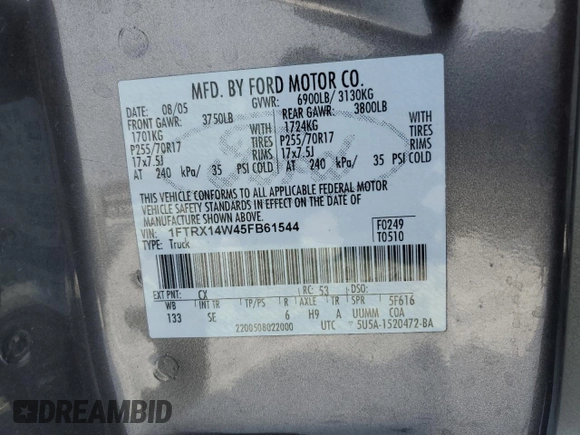 MFD. BY FORD MOTOR CO.
DATE: 08/05 GVWR: 6900LB/ 3130KG
FRONT GAWR: 3750LB REAR GAWR: 3800LB
1701KG WITH 1724KG WITH
P255/70R17 TIRES P255/70R17 TIRES
17x7.5J RIMS 17x7.5J RIMS
AT 240 kPa/ 35 PSI COLD AT 240 kPa/ 35 PSI COLD
THIS VEHICLE CONFORMS TO ALL APPLICABLE FEDERAL MOTOR
VEHICLE SAFETY STANDARDS IN EFFECT ON THE DATE OF
MANUFACTURE SHOWN ABOVE.
VIN: 1FTRX14W45FB61544 F0249
TYPE: Truck T0510
EXT PNT: CX RC: 53 DSO:
WB INT TR TP/PS R AXLE TR SPR 5F616
133 SE 6 H9 A UUMM COA
2200508022000 UTC 5U5A-1520472-BA
Ford
DREAMBID